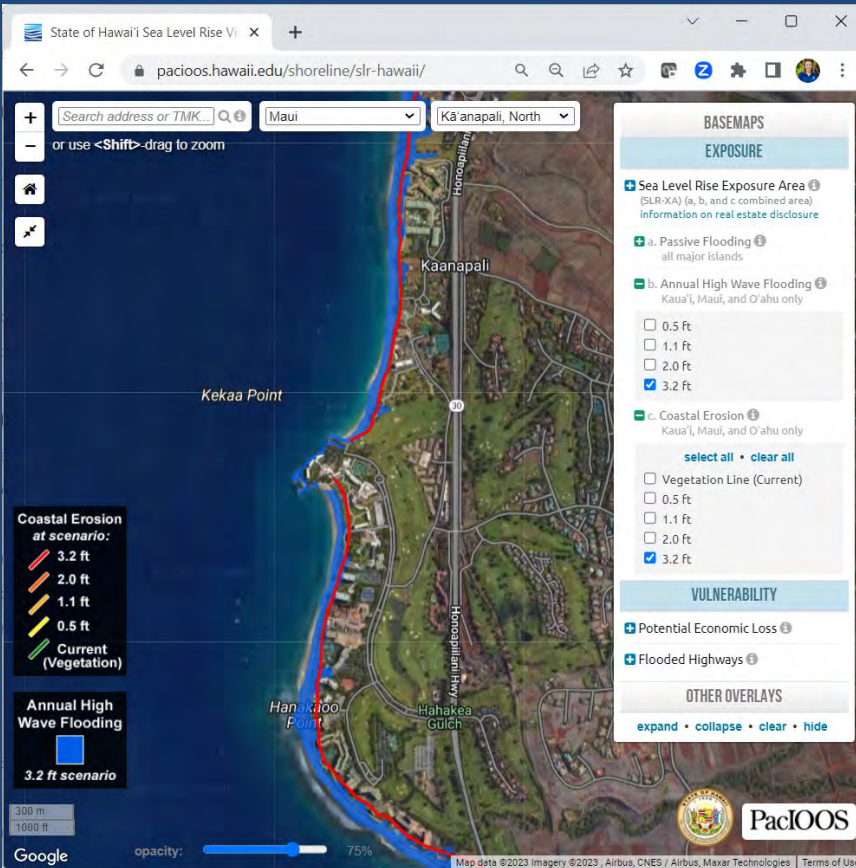 State of Hawaiʻi Sea Level Rise Vi
pacioos.hawaii.edu/shoreline/slr-hawaii/
Search address or TMK...
Maui
Kāʻanapali, North
or use <Shift>-drag to zoom
BASEMAPS
EXPOSURE
Sea Level Rise Exposure Area
(SLR-XA) (a, b, and c combined area)
information on real estate disclosure
a. Passive Flooding
all major islands
b. Annual High Wave Flooding
Kauaʻi, Maui, and Oʻahu only
0.5 ft
1.1 ft
2.0 ft
3.2 ft
c. Coastal Erosion
Kauaʻi, Maui, and Oʻahu only
select all • clear all
Vegetation Line (Current)
0.5 ft
1.1 ft
2.0 ft
3.2 ft
VULNERABILITY
Potential Economic Loss
Flooded Highways
OTHER OVERLAYS
expand • collapse • clear • hide
Honoapiilani
Kaanapali
Kekaa Point
30
Honoapiilani Hwy
Hanakaoo
Point
Hahakea
Gulch
Coastal Erosion
at scenario:
3.2 ft
2.0 ft
1.1 ft
0.5 ft
Current
(Vegetation)
Annual High
Wave Flooding
3.2 ft scenario
300 m
1000 ft
Google
opacity:
75%
STATE OF HAWAII
PacIOOS
Map data ©2023 Imagery ©2023 , Airbus, CNES / Airbus, Maxar Technologies
Terms of Use